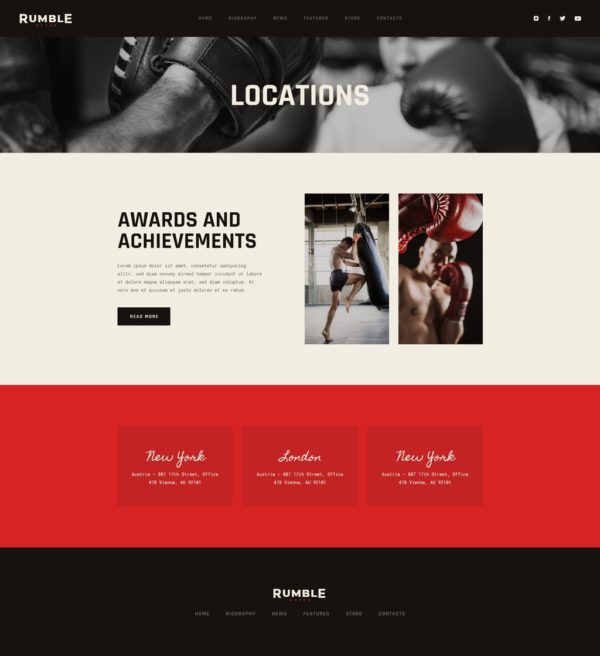 RUMBLE
HOME BIOGRAPHY NEWS FEATURES STORE CONTACTS
LOCATIONS
AWARDS AND
ACHIEVEMENTS
Lorem ipsum dolor sit amet, consetetur sadipscing
elitr, sed diam nonumy eirmod tempor invidunt ut labore
et dolore magna aliquyam erat, sed diam voluptua. At
vero eos et accusam et justo dolores et ea rebum.
READ MORE
New York
Austria – 887 17th Street, Office
478 Vienna, AU 92101
London
Austria – 887 17th Street, Office
478 Vienna, AU 92101
New York
Austria – 887 17th Street, Office
478 Vienna, AU 92101
RUMBLE
HOME BIOGRAPHY NEWS FEATURES STORE CONTACTS